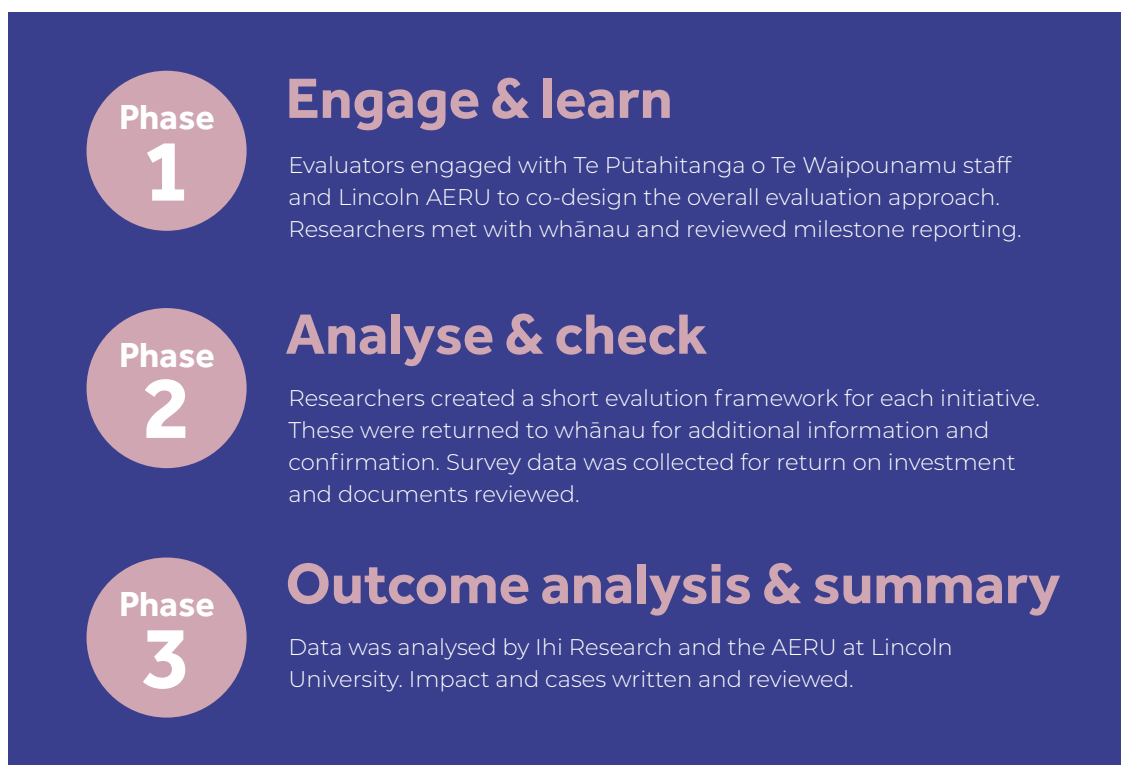 Phase
1
Engage & learn
Evaluators engaged with Te Pūtahitanga o Te Waipounamu staff
and Lincoln AERU to co-design the overall evaluation approach.
Researchers met with whānau and reviewed milestone reporting.
Phase
2
Analyse & check
Researchers created a short evalution framework for each initiative.
These were returned to whānau for additional information and
confirmation. Survey data was collected for return on investment
and documents reviewed.
Phase
3
Outcome analysis & summary
Data was analysed by Ihi Research and the AERU at Lincoln
University. Impact and cases written and reviewed.